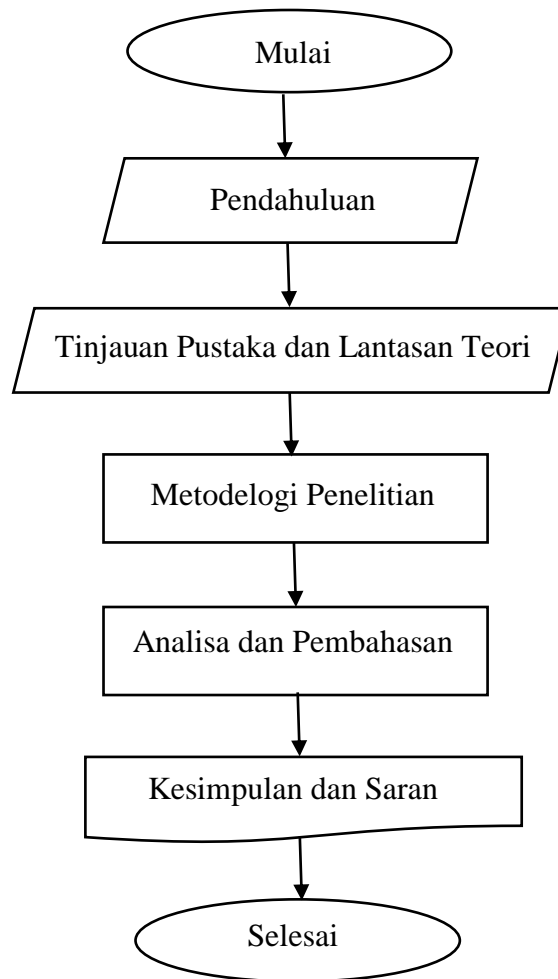 Mulai
Pendahuluan
Tinjauan Pustaka dan Lantasan Teori
Metodelogi Penelitian
Analisa dan Pembahasan
Kesimpulan dan Saran
Selesai